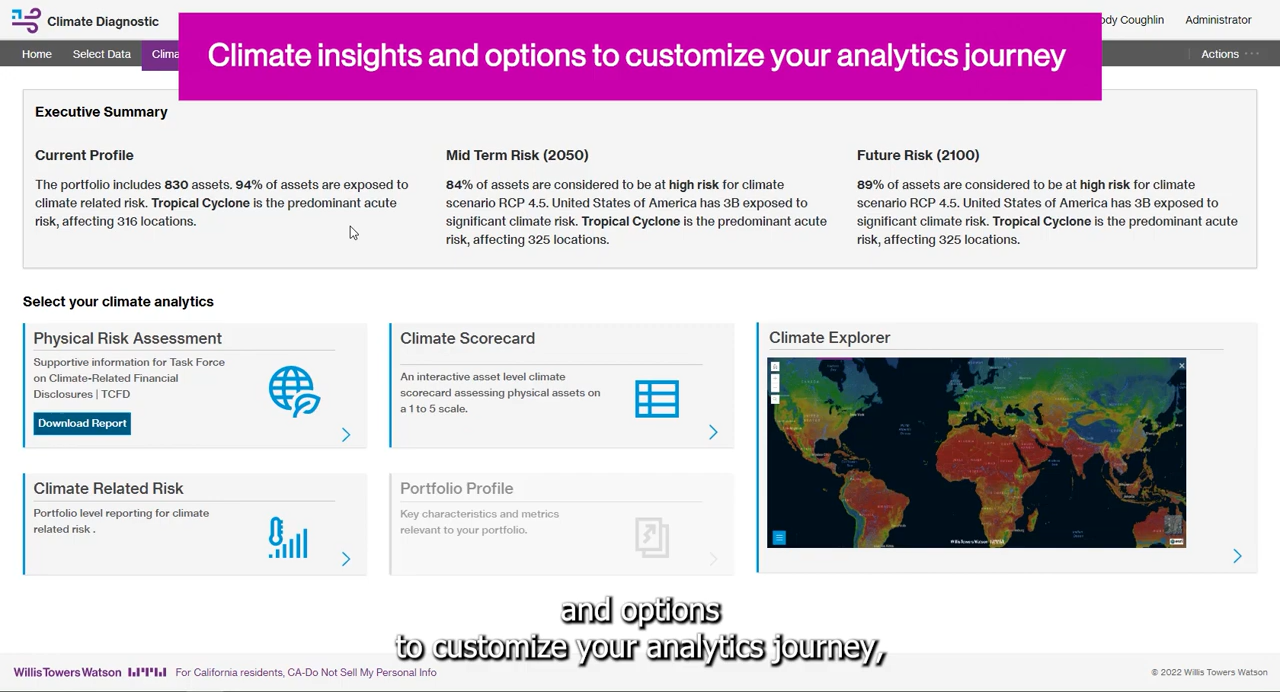 Climate Diagnostic
Climate insights and options to customize your analytics journey
ody Coughlin
Administrator
Home
Select Data
Clima
Actions
Executive Summary
Current Profile
The portfolio includes 830 assets. 94% of assets are exposed to
climate related risk. Tropical Cyclone is the predominant acute
risk, affecting 316 locations.
Mid Term Risk (2050)
84% of assets are considered to be at high risk for climate
scenario RCP 4.5. United States of America has 3B exposed to
significant climate risk. Tropical Cyclone is the predominant acute
risk, affecting 325 locations.
Future Risk (2100)
89% of assets are considered to be at high risk for climate
scenario RCP 4.5. United States of America has 3B exposed to
significant climate risk. Tropical Cyclone is the predominant acute
risk, affecting 325 locations.
Select your climate analytics
Physical Risk Assessment
Supportive information for Task Force
on Climate-Related Financial
Disclosures | TCFD
Download Report
Climate Scorecard
An interactive asset level climate
scorecard assessing physical assets on
a 1 to 5 scale.
Climate Explorer
Climate Related Risk
Portfolio level reporting for climate
related risk .
Portfolio Profile
Key characteristics and metrics
relevant to your portfolio.
and options
to customize your analytics journey,
WillisTowersWatson
For California residents, CA-Do Not Sell My Personal Info
© 2022 Willis Towers Watson